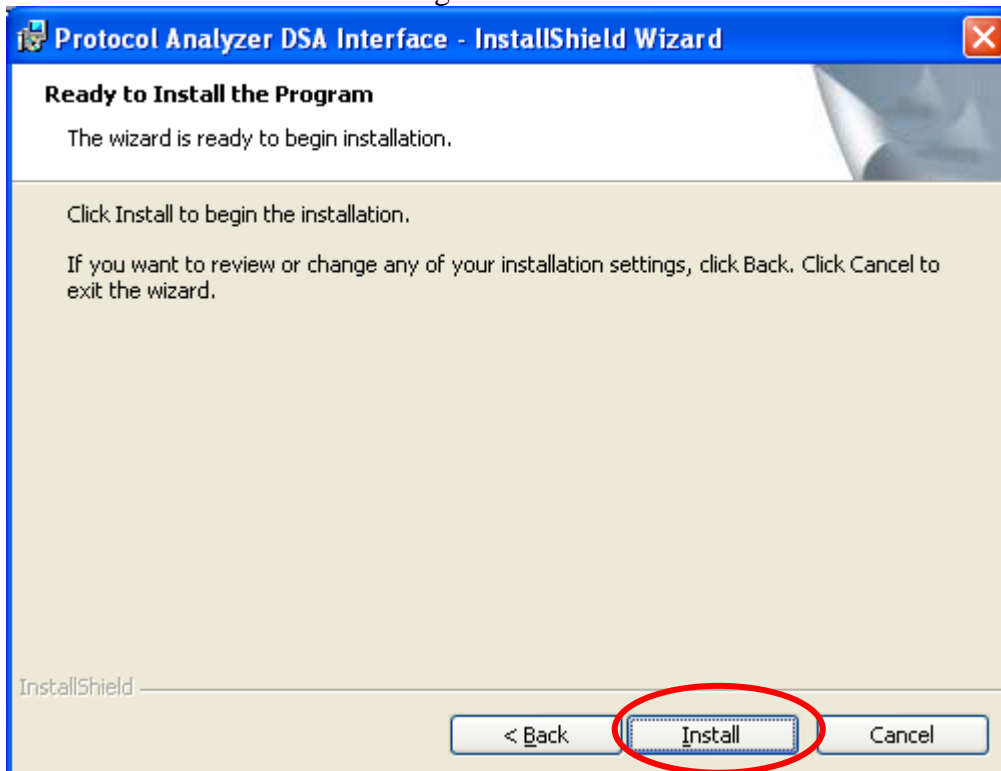 Protocol Analyzer DSA Interface - InstallShield Wizard
Ready to Install the Program
The wizard is ready to begin installation.
Click Install to begin the installation.
If you want to review or change any of your installation settings, click Back. Click Cancel to
exit the wizard.
InstallShield
< Back Install Cancel